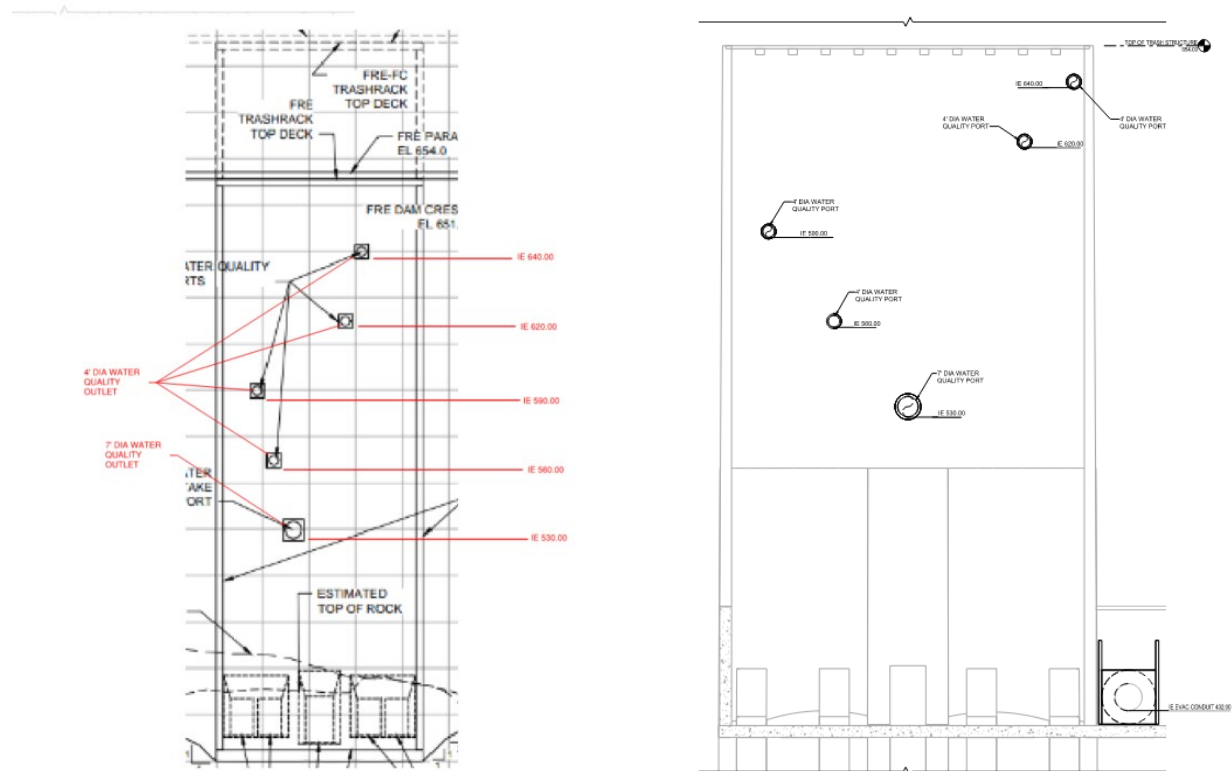 FRE-FC
TRASHRACK
TOP DECK
FRE
TRASHRACK
TOP DECK
FRE PARA
EL 654.0
FRE DAM CRES
EL 651.
ATER QUALITY
RTS
IE 640.00
IE 620.00
4' DIA WATER
QUALITY
OUTLET
IE 590.00
7' DIA WATER
QUALITY
OUTLET
IE 560.00
ATER
AKE
PORT
IE 530.00
ESTIMATED
TOP OF ROCK
TOP OF TRASH STRUCTURE
IE 640.00
4' DIA WATER
QUALITY PORT
4' DIA WATER
QUALITY PORT
IE 620.00
4' DIA WATER
QUALITY PORT
IE 590.00
4' DIA WATER
QUALITY PORT
IE 560.00
7' DIA WATER
QUALITY PORT
IE 530.00
IE EVAC CONDUIT 432.00